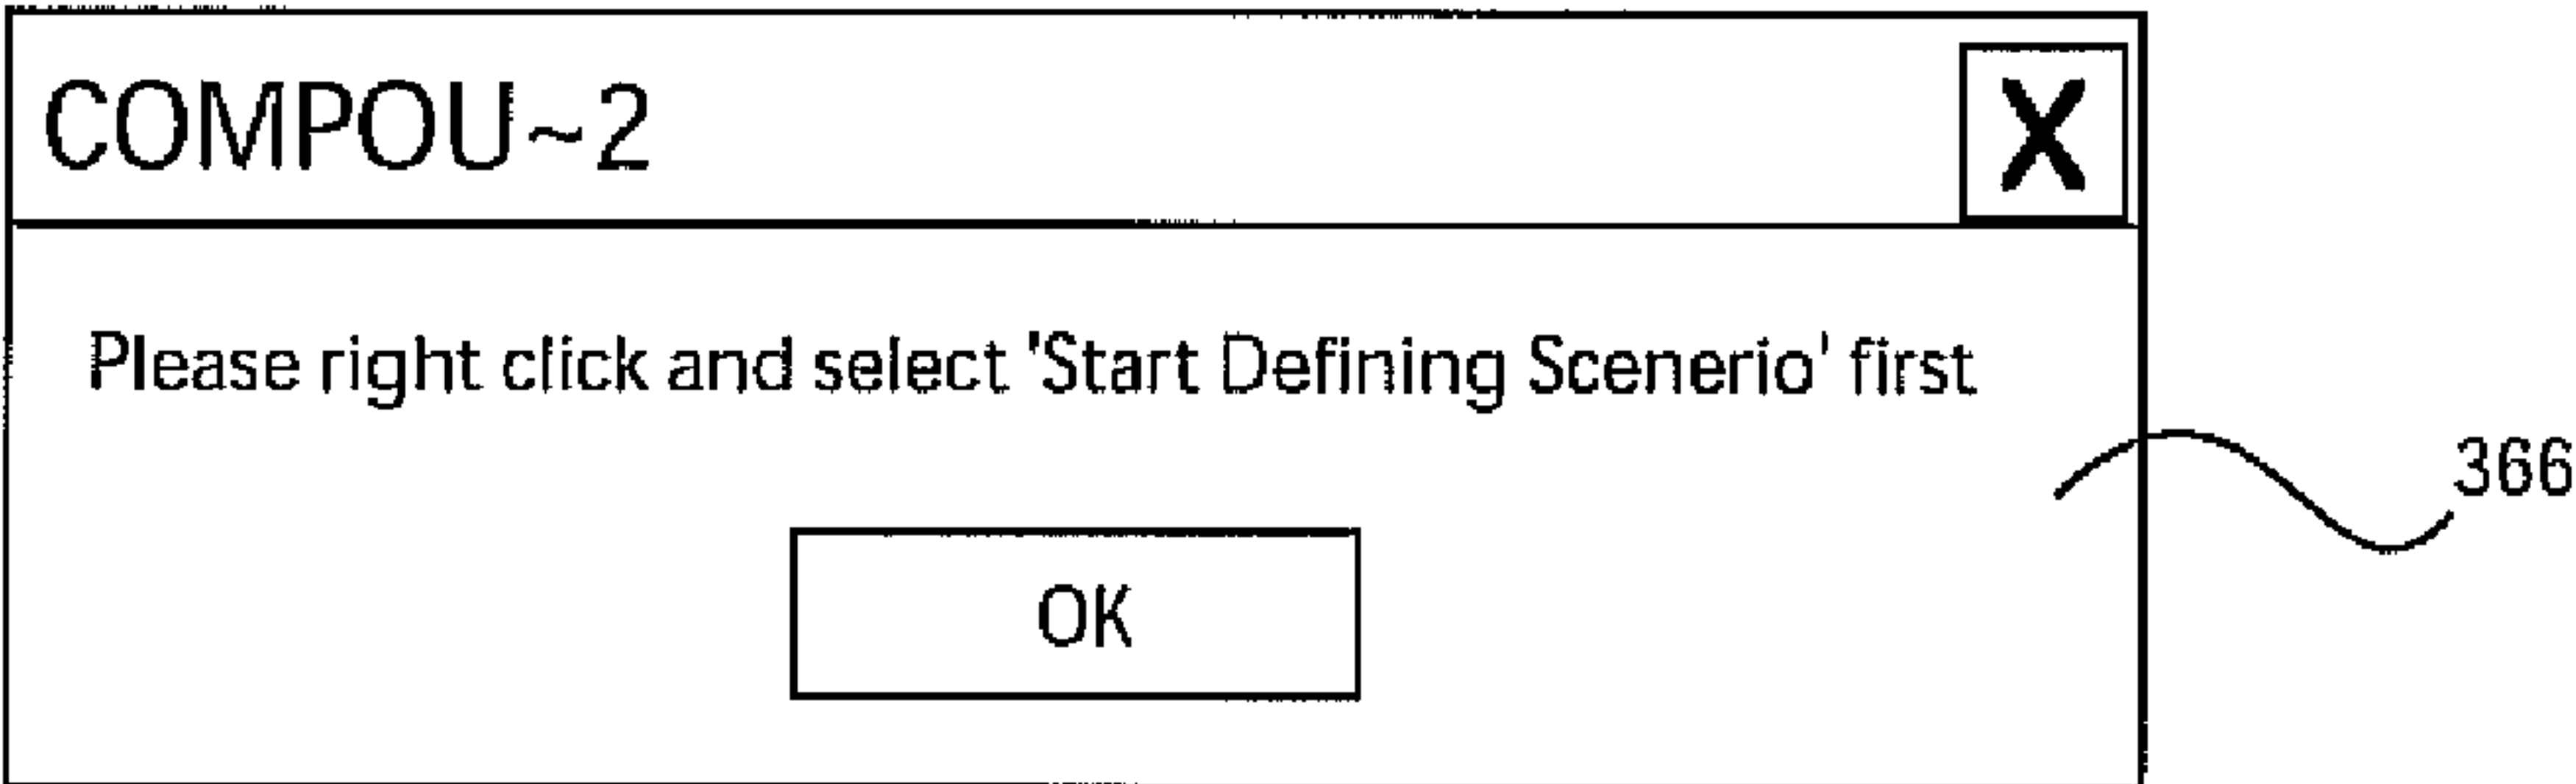 COMPOU~2
X
Please right click and select 'Start Defining Scenerio' first
366
OK